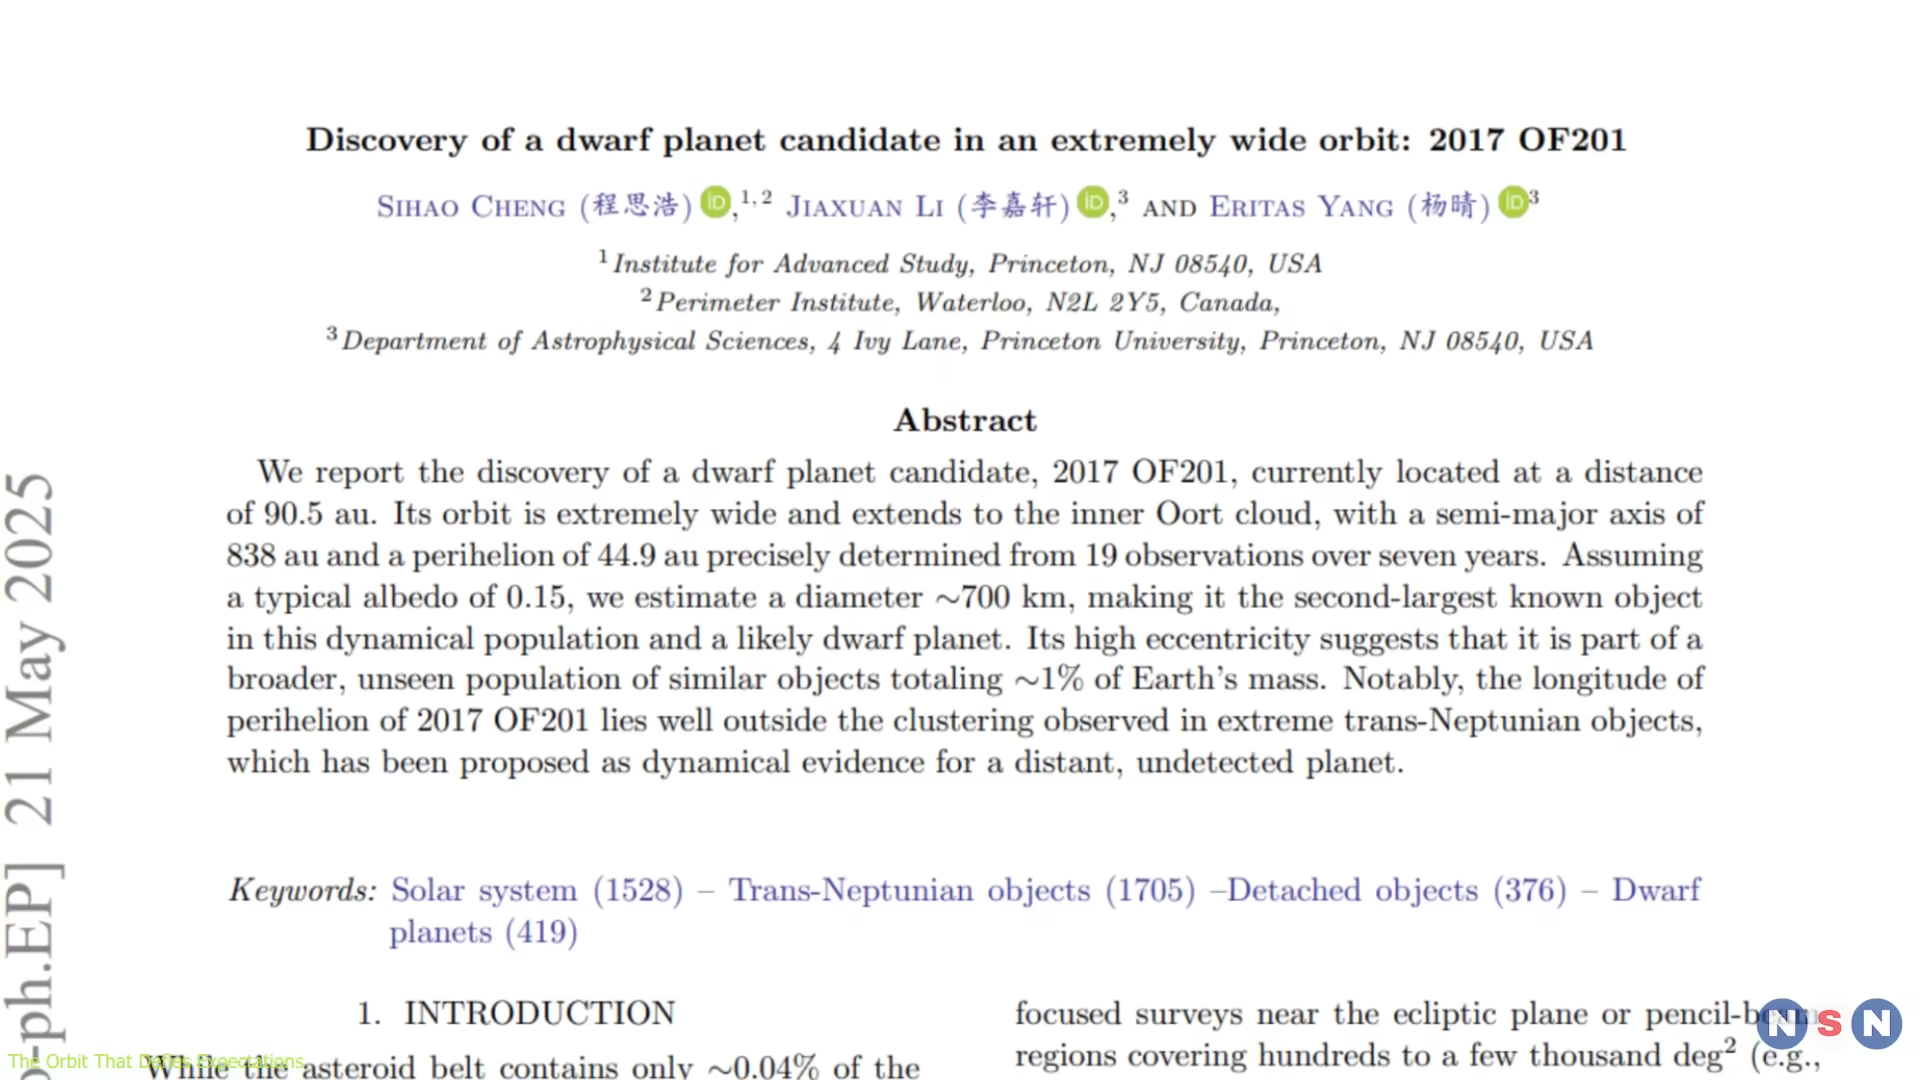 Discovery of a dwarf planet candidate in an extremely wide orbit: 2017 OF201
Sihao Cheng (程思浩) iD,1,2 Jiaxuan Li (李嘉轩) iD,3 and Eritas Yang (杨晴) iD3
1 Institute for Advanced Study, Princeton, NJ 08540, USA
2 Perimeter Institute, Waterloo, N2L 2Y5, Canada,
3 Department of Astrophysical Sciences, 4 Ivy Lane, Princeton University, Princeton, NJ 08540, USA
Abstract
We report the discovery of a dwarf planet candidate, 2017 OF201, currently located at a distance
of 90.5 au. Its orbit is extremely wide and extends to the inner Oort cloud, with a semi-major axis of
838 au and a perihelion of 44.9 au precisely determined from 19 observations over seven years. Assuming
a typical albedo of 0.15, we estimate a diameter ∼700 km, making it the second-largest known object
in this dynamical population and a likely dwarf planet. Its high eccentricity suggests that it is part of a
broader, unseen population of similar objects totaling ∼1% of Earth's mass. Notably, the longitude of
perihelion of 2017 OF201 lies well outside the clustering observed in extreme trans-Neptunian objects,
which has been proposed as dynamical evidence for a distant, undetected planet.
Keywords: Solar system (1528) – Trans-Neptunian objects (1705) –Detached objects (376) – Dwarf
planets (419)
1. INTRODUCTION
While the asteroid belt contains only ∼0.04% of the
focused surveys near the ecliptic plane or
regions covering hundreds to a few thousand deg2 (e.g.,
-ph.EP] 21 May 2025
The Orbit That Defies Expectations
N S N